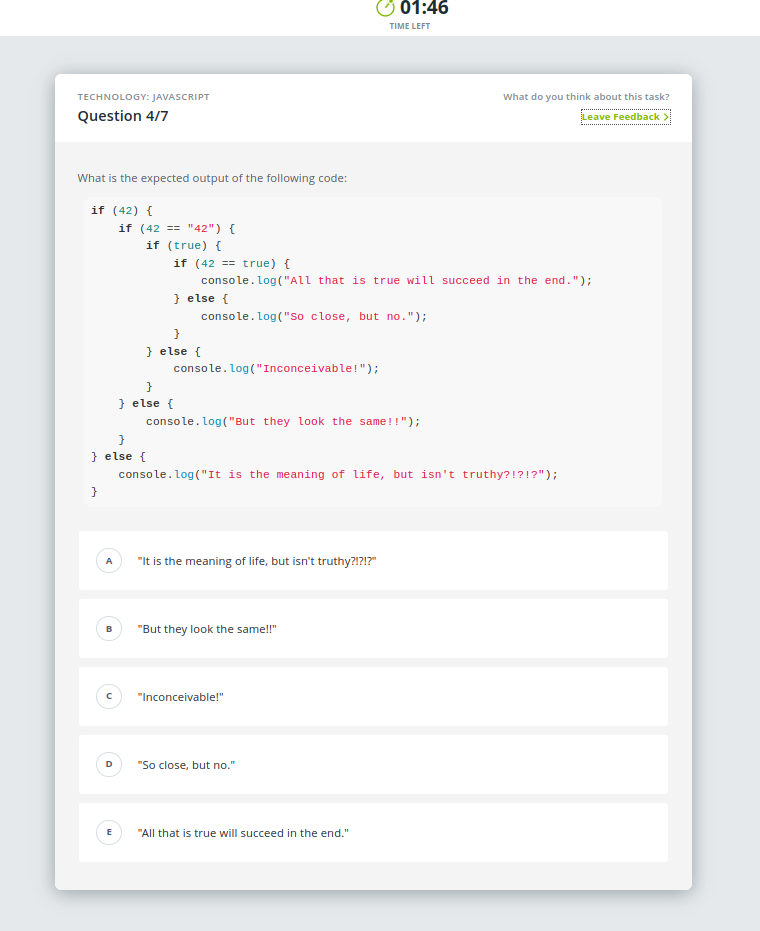 01:46
TIME LEFT
TECHNOLOGY: JAVASCRIPT
What do you think about this task?
Question 4/7
Leave Feedback >
What is the expected output of the following code:
if (42) {
    if (42 == "42") {
        if (true) {
            if (42 == true) {
                console.log("All that is true will succeed in the end.");
            } else {
                console.log("So close, but no.");
            }
        } else {
            console.log("Inconceivable!");
        }
    } else {
        console.log("But they look the same!!");
    }
} else {
    console.log("It is the meaning of life, but isn't truthy?!?!?");
}
A "It is the meaning of life, but isn't truthy?!?!?"
B "But they look the same!!"
C "Inconceivable!"
D "So close, but no."
E "All that is true will succeed in the end."